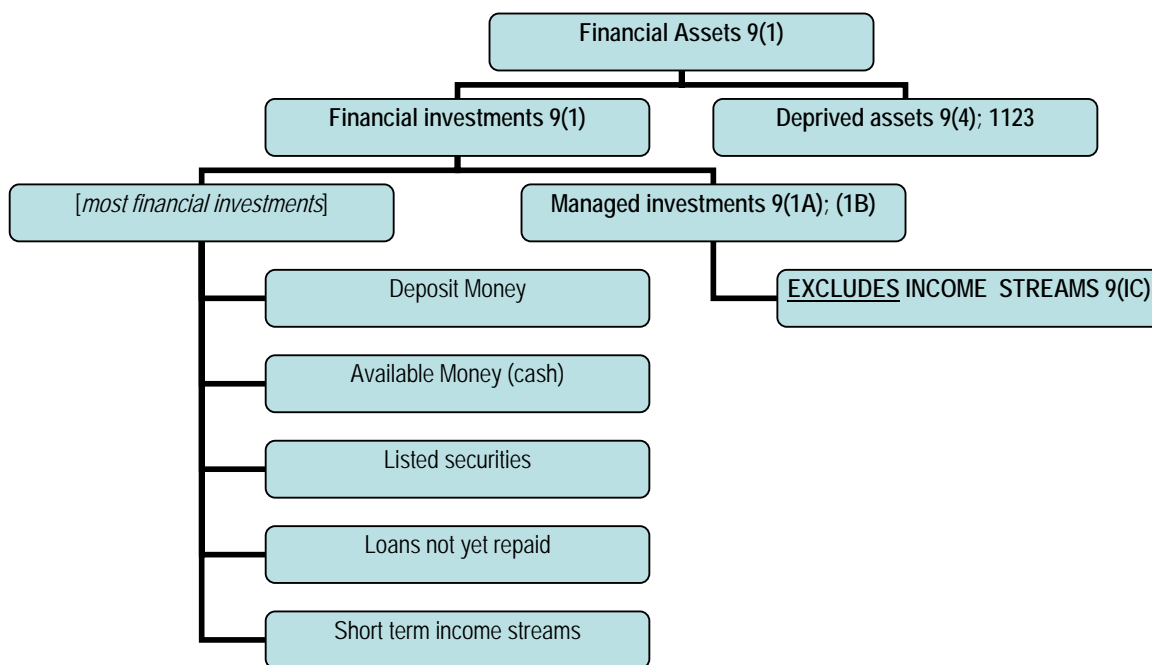 Financial Assets 9(1)
Financial investments 9(1)
Deprived assets 9(4); 1123
[most financial investments]
Managed investments 9(1A); (1B)
Deposit Money
EXCLUDES INCOME STREAMS 9(IC)
Available Money (cash)
Listed securities
Loans not yet repaid
Short term income streams